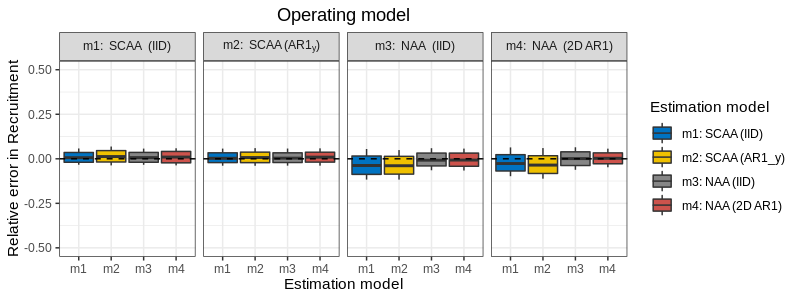 Operating model
m1: SCAA (IID)
m2: SCAA (AR1y)
m3: NAA (IID)
m4: NAA (2D AR1)
Relative error in Recruitment
0.50
0.25
0.00
-0.25
-0.50
m1 m2 m3 m4
m1 m2 m3 m4
m1 m2 m3 m4
m1 m2 m3 m4
Estimation model
Estimation model
m1: SCAA (IID)
m2: SCAA (AR1_y)
m3: NAA (IID)
m4: NAA (2D AR1)